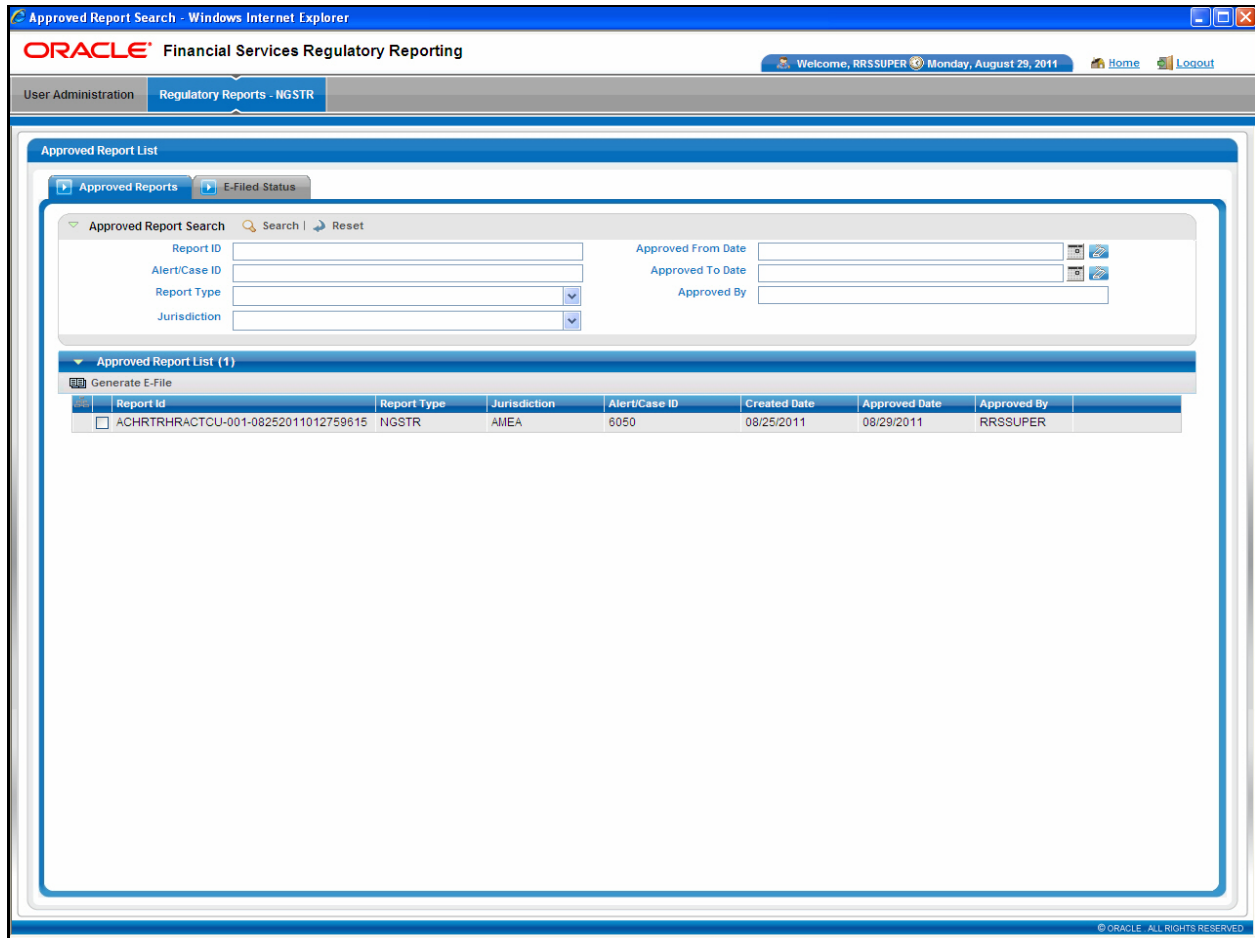 Approved Report Search - Windows Internet Explorer
ORACLE® Financial Services Regulatory Reporting
Welcome, RRSSUPER Monday, August 29, 2011 Home Logout
User Administration Regulatory Reports - NGSTR
Approved Report List
Approved Reports E-Filed Status
Approved Report Search Search | Reset
Report ID Approved From Date
Alert/Case ID Approved To Date
Report Type Approved By
Jurisdiction
Approved Report List (1)
Generate E-File
Report Id Report Type Jurisdiction Alert/Case ID Created Date Approved Date Approved By
ACHRTRHRACTCU-001-08252011012759615 NGSTR AMEA 6050 08/25/2011 08/29/2011 RRSSUPER
© ORACLE . ALL RIGHTS RESERVED